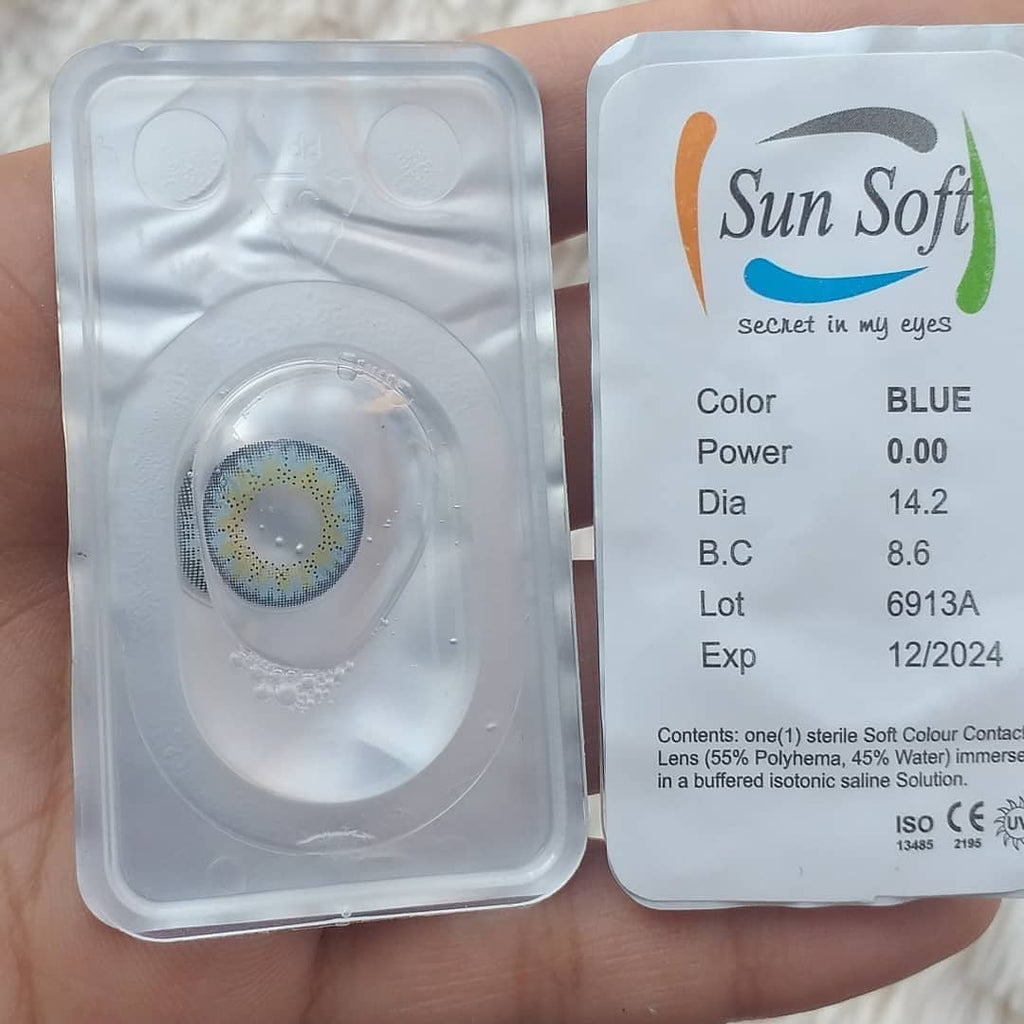 Sun Soft
secret in my eyes
Color BLUE
Power 0.00
Dia 14.2
B.C 8.6
Lot 6913A
Exp 12/2024
Contents: one(1) sterile Soft Colour Contac
Lens (55% Polyhema, 45% Water) immerse
in a buffered isotonic saline Solution.
ISO CE UV
13485 2195